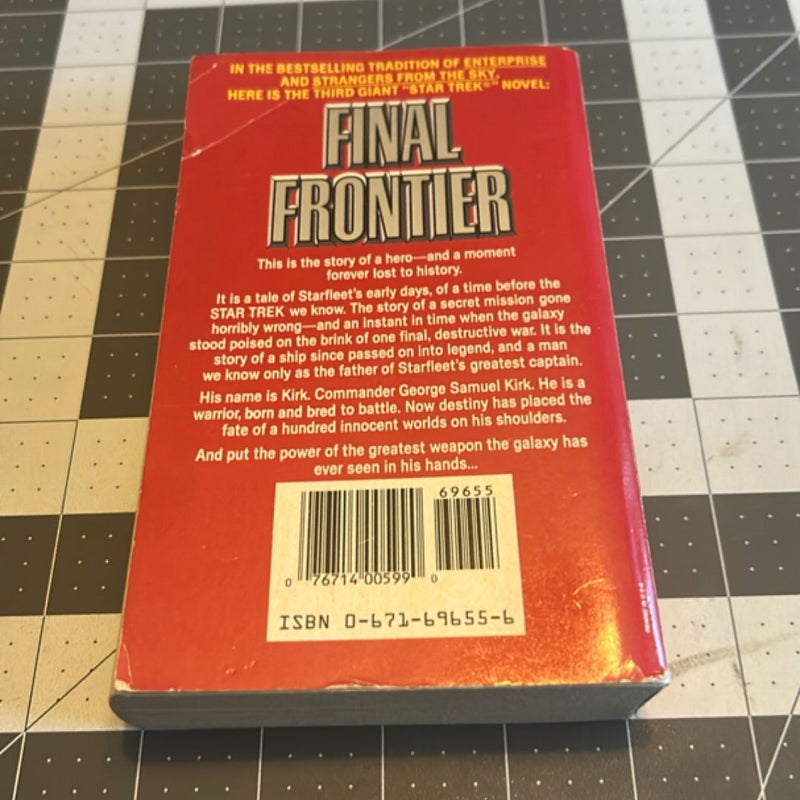 IN THE BESTSELLING TRADITION OF ENTERPRISE
AND STRANGERS FROM THE SKY,
HERE IS THE THIRD GIANT "STAR TREK®" NOVEL:
FINAL
FRONTIER
This is the story of a hero—and a moment
forever lost to history.
It is a tale of Starfleet's early days, of a time before the
STAR TREK we know. The story of a secret mission gone
horribly wrong—and an instant in time when the galaxy
stood poised on the brink of one final, destructive war. It is the
story of a ship since passed on into legend, and a man
we know only as the father of Starfleet's greatest captain.
His name is Kirk. Commander George Samuel Kirk. He is a
warrior, born and bred to battle. Now destiny has placed the
fate of a hundred innocent worlds on his shoulders.
And put the power of the greatest weapon the galaxy has
ever seen in his hands...
69655
0 76714 00599 0
ISBN 0-671-69655-6